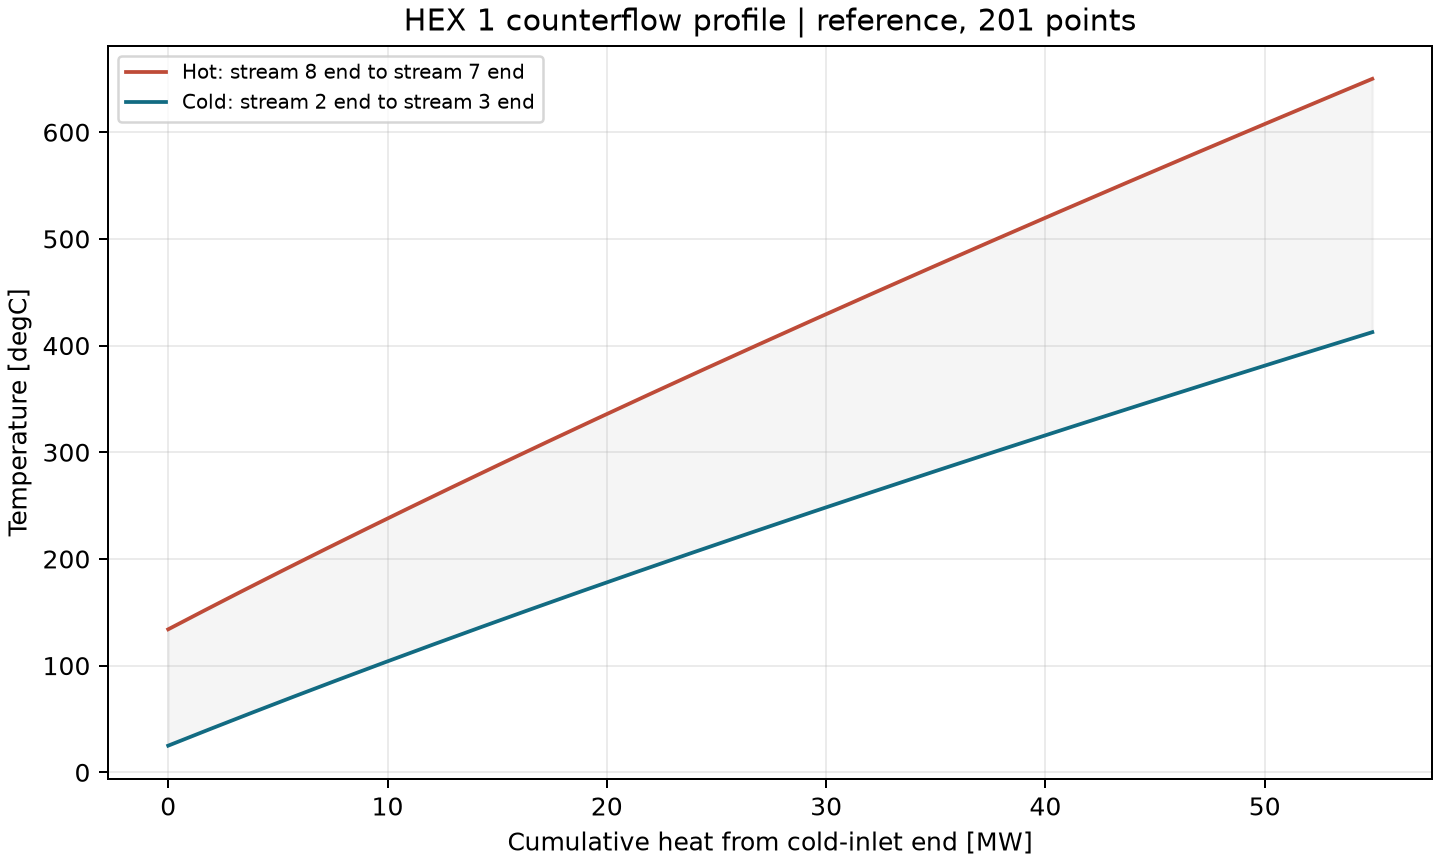 HEX 1 counterflow profile | reference, 201 points
Hot: stream 8 end to stream 7 end
Cold: stream 2 end to stream 3 end
Temperature [degC]
600
500
400
300
200
100
0
0 10 20 30 40 50
Cumulative heat from cold-inlet end [MW]